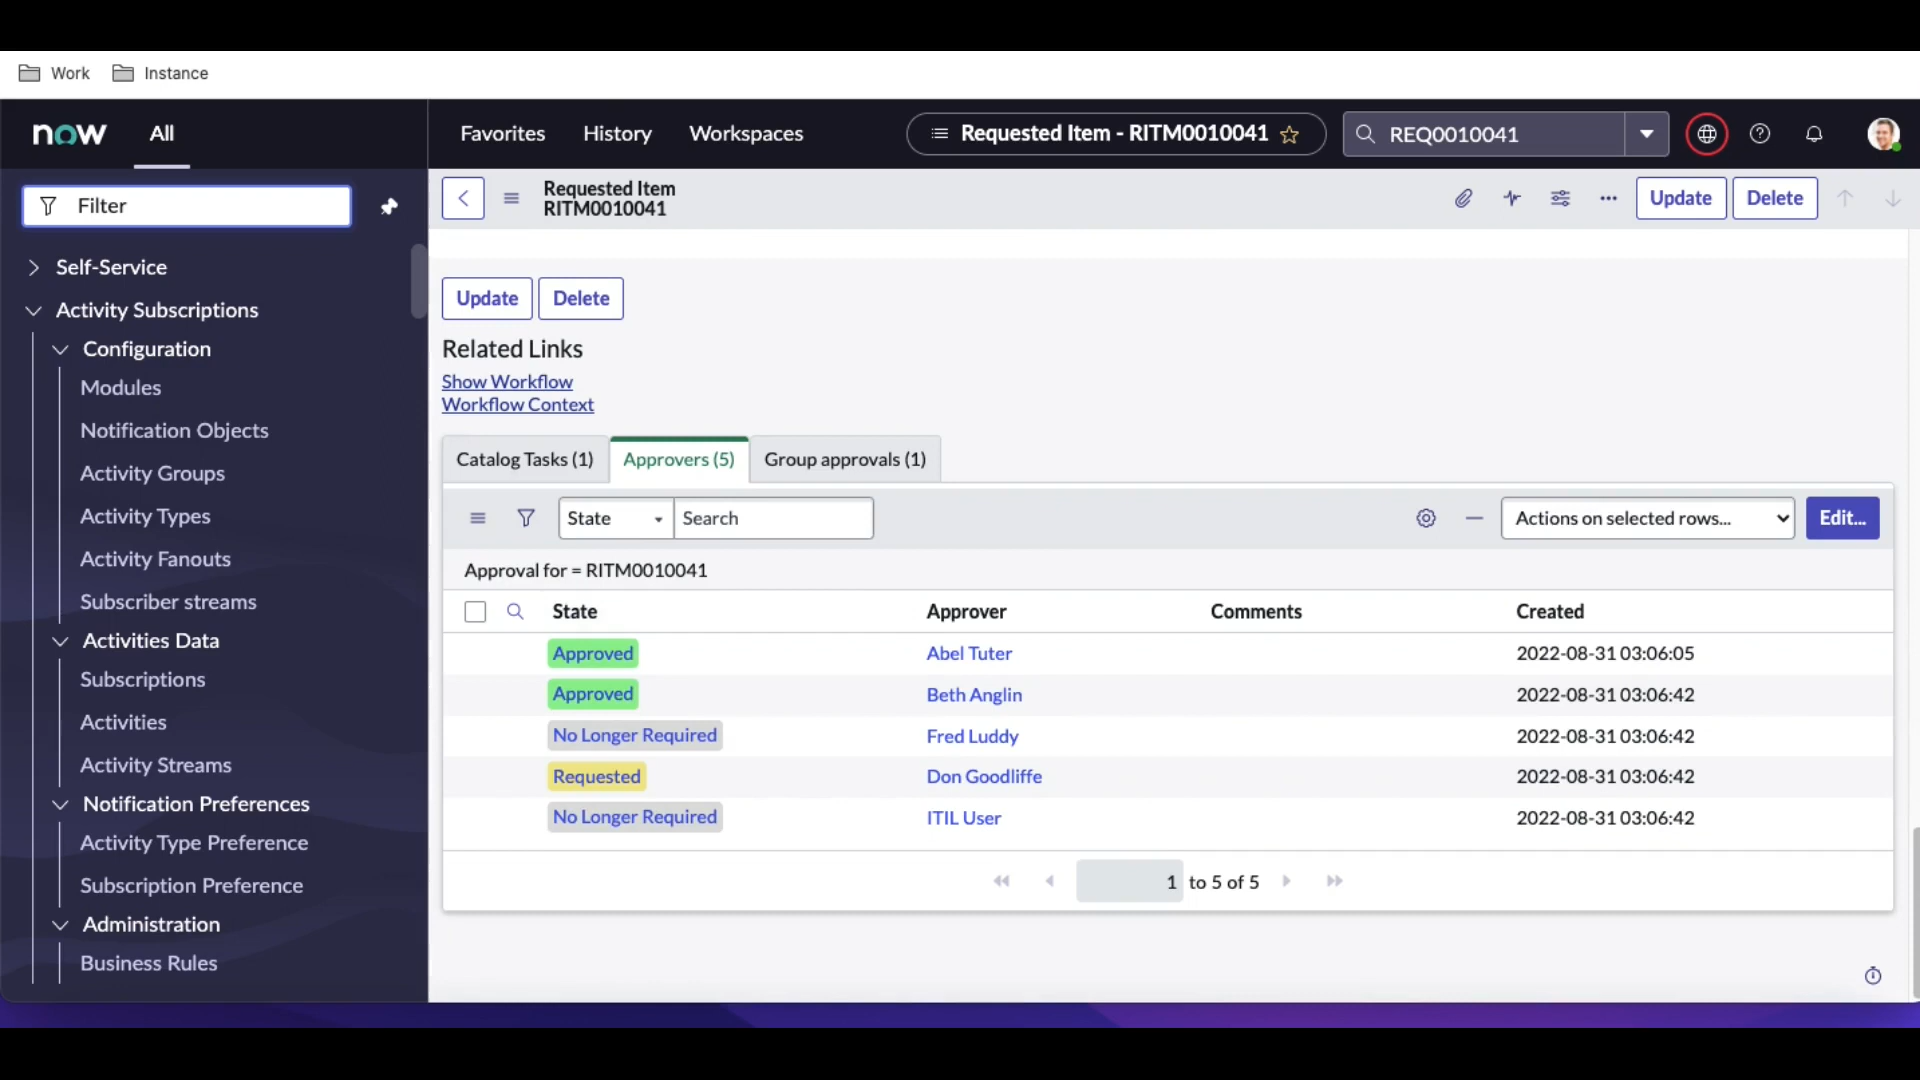 Work Instance
now All Favorites History Workspaces Requested Item - RITM0010041 REQ0010041
Filter
Self-Service
Activity Subscriptions
Configuration
Modules
Notification Objects
Activity Groups
Activity Types
Activity Fanouts
Subscriber streams
Activities Data
Subscriptions
Activities
Activity Streams
Notification Preferences
Activity Type Preference
Subscription Preference
Administration
Business Rules
Requested Item
RITM0010041
Update Delete
Update Delete
Related Links
Show Workflow
Workflow Context
Catalog Tasks (1) Approvers (5) Group approvals (1)
State Search Actions on selected rows... Edit...
Approval for = RITM0010041
State Approver Comments Created
Approved Abel Tuter 2022-08-31 03:06:05
Approved Beth Anglin 2022-08-31 03:06:42
No Longer Required Fred Luddy 2022-08-31 03:06:42
Requested Don Goodliffe 2022-08-31 03:06:42
No Longer Required ITIL User 2022-08-31 03:06:42
1 to 5 of 5